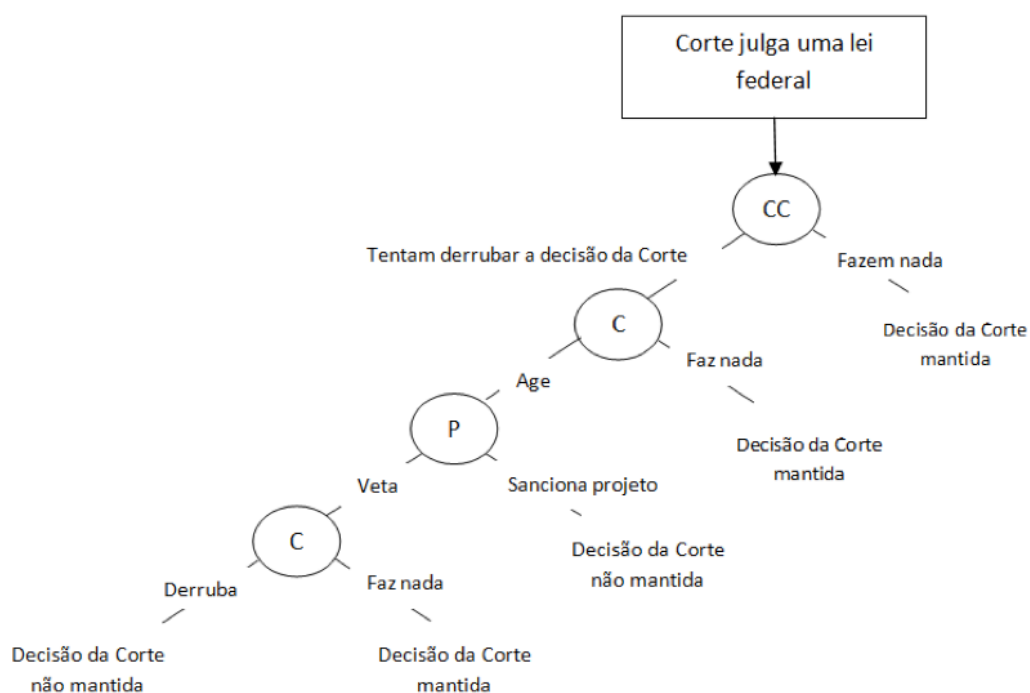 Corte julga uma lei
federal
CC
Tentam derrubar a decisão da Corte
Fazem nada
C
Decisão da Corte
mantida
Age
Faz nada
P
Decisão da Corte
mantida
Veta
Sanciona projeto
C
Decisão da Corte
não mantida
Derruba
Faz nada
Decisão da Corte
não mantida
Decisão da Corte
mantida